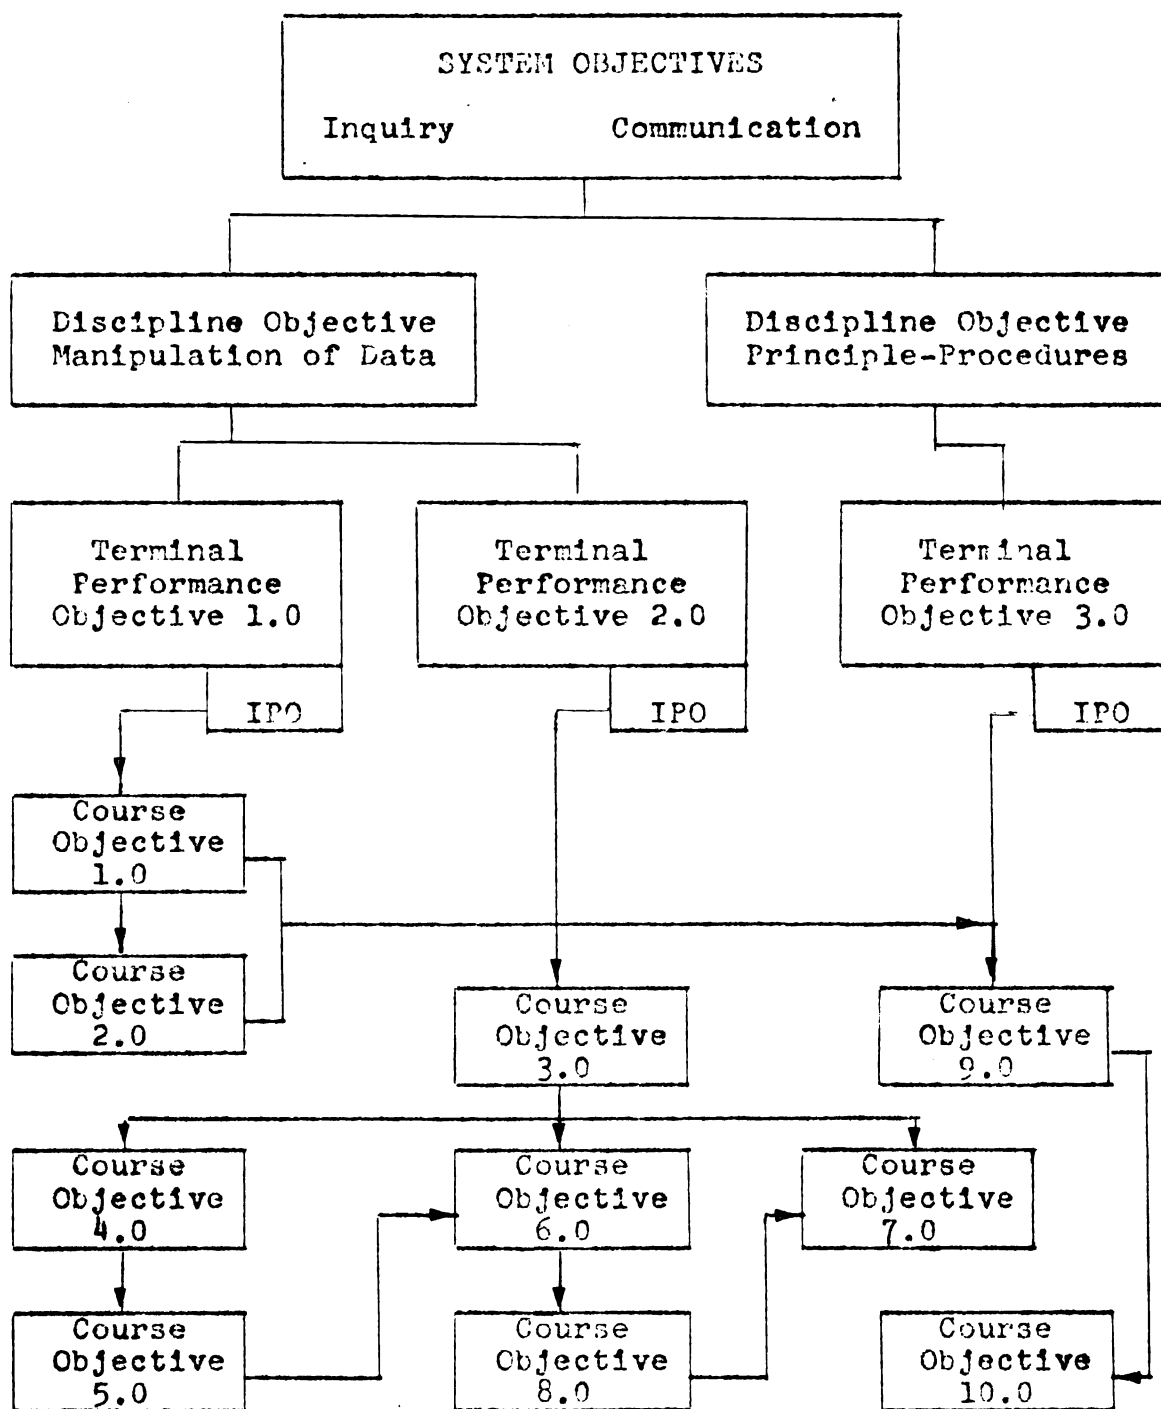 SYSTEM OBJECTIVES
Inquiry Communication
Discipline Objective
Manipulation of Data
Discipline Objective
Principle-Procedures
Terminal
Performance
Objective 1.0
IPO
Terminal
Performance
Objective 2.0
IPO
Terminal
Performance
Objective 3.0
IPO
Course
Objective
1.0
Course
Objective
2.0
Course
Objective
3.0
Course
Objective
9.0
Course
Objective
4.0
Course
Objective
6.0
Course
Objective
7.0
Course
Objective
5.0
Course
Objective
8.0
Course
Objective
10.0